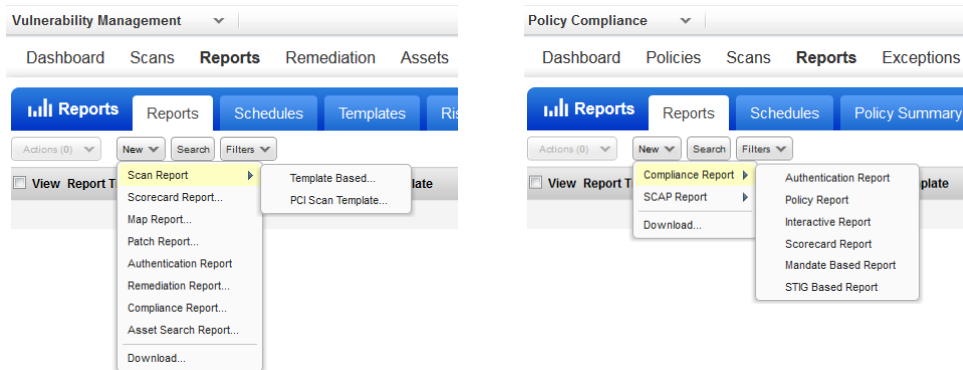 Vulnerability Management
Dashboard Scans Reports Remediation Assets
Reports Reports Schedules Templates Ris
Actions (0) New Search Filters
View Report T late
Scan Report
Template Based...
PCI Scan Template...
Scorecard Report...
Map Report...
Patch Report...
Authentication Report
Remediation Report...
Compliance Report...
Asset Search Report...
Download...
Policy Compliance
Dashboard Policies Scans Reports Exceptions
Reports Reports Schedules Policy Summary
Actions (0) New Search Filters
View Report T plate
Compliance Report
SCAP Report
Download...
Authentication Report
Policy Report
Interactive Report
Scorecard Report
Mandate Based Report
STIG Based Report